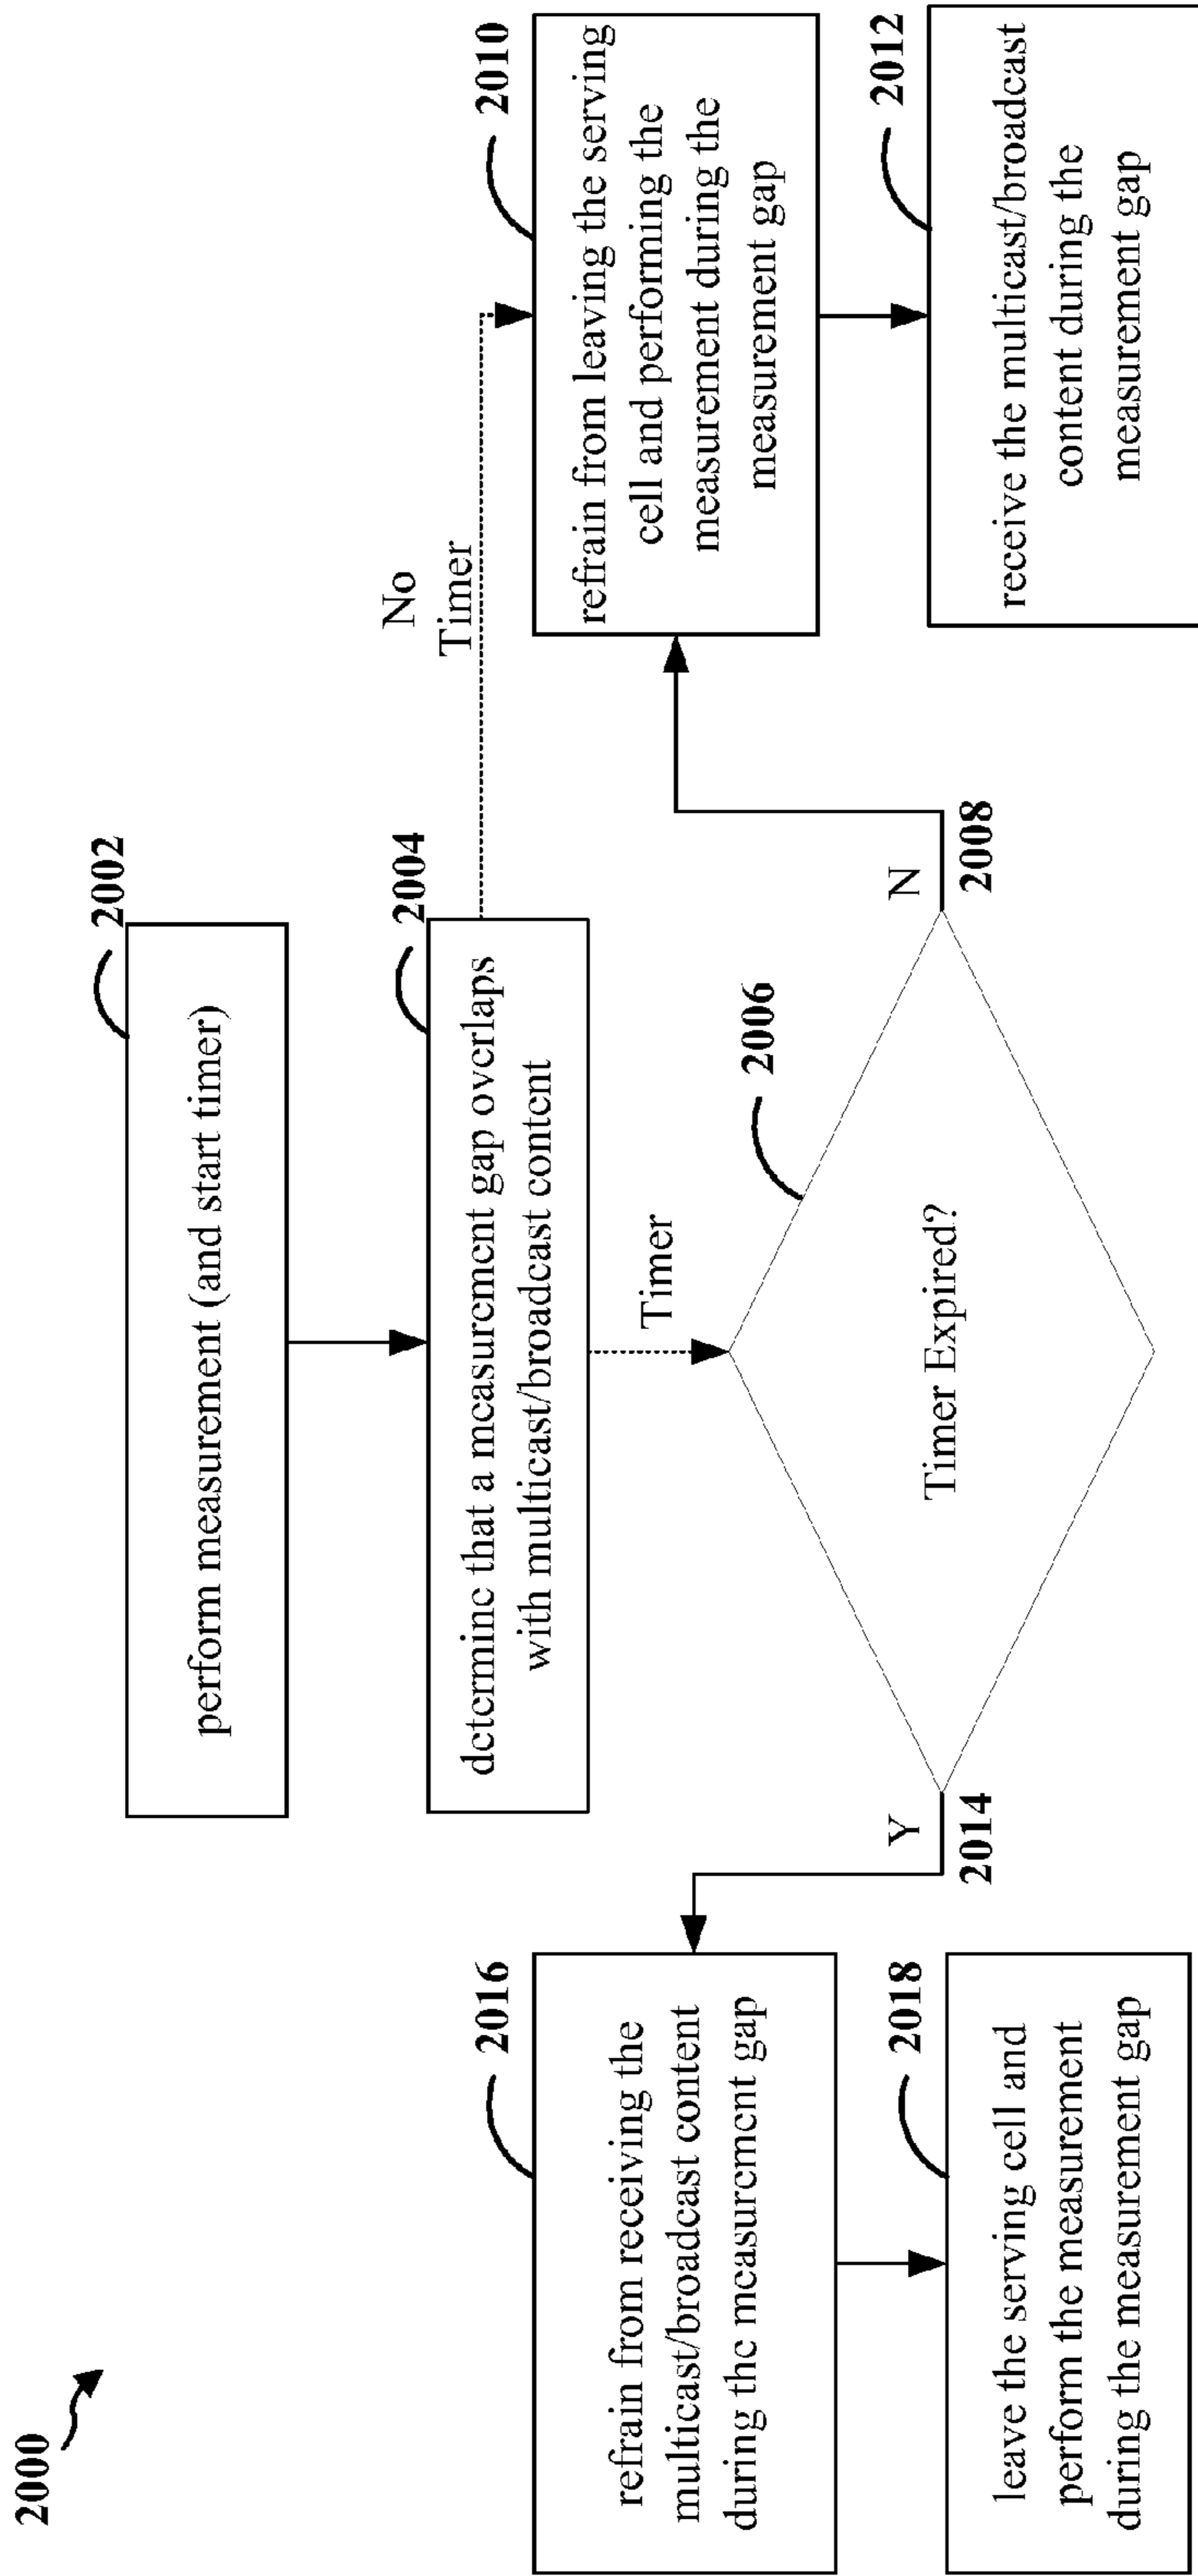 2000
2002
perform measurement (and start timer)
2004
determine that a measurement gap overlaps
with multicast/broadcast content
No
Timer
Timer
2006
Timer Expired?
N
2008
2010
refrain from leaving the serving
cell and performing the
measurement during the
measurement gap
2012
receive the multicast/broadcast
content during the
measurement gap
Y
2014
2016
refrain from receiving the
multicast/broadcast content
during the measurement gap
2018
leave the serving cell and
perform the measurement
during the measurement gap